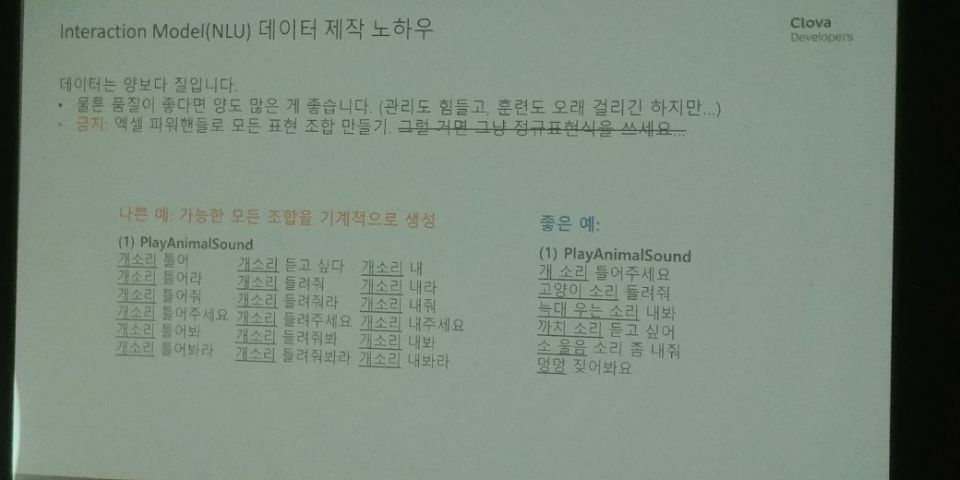 Interaction Model(NLU) 데이터 제작 노하우
Clova
Developers
데이터는 양보다 질입니다.
• 물론 품질이 좋다면 양도 많은 게 좋습니다. (관리도 힘들고, 훈련도 오래 걸리긴 하지만...)
• 금지: 엑셀 파워핸들로 모든 표현 조합 만들기. 그럴 거면 그냥 정규표현식을 쓰세요...
나쁜 예: 가능한 모든 조합을 기계적으로 생성
(1) PlayAnimalSound
개소리 틀어
개소리 틀어라
개소리 틀어줘
개소리 틀어주세요
개소리 틀어봐
개소리 틀어봐라
개소리 듣고 싶다
개소리 들려줘
개소리 들려줘라
개소리 들려주세요
개소리 들려줘봐
개소리 들려줘봐라
개소리 내
개소리 내라
개소리 내줘
개소리 내주세요
개소리 내봐
개소리 내봐라
좋은 예:
(1) PlayAnimalSound
개 소리 틀어주세요
고양이 소리 들려줘
늑대 우는 소리 내봐
까치 소리 듣고 싶어
소 울음 소리 좀 내줘
멍멍 짖어봐요